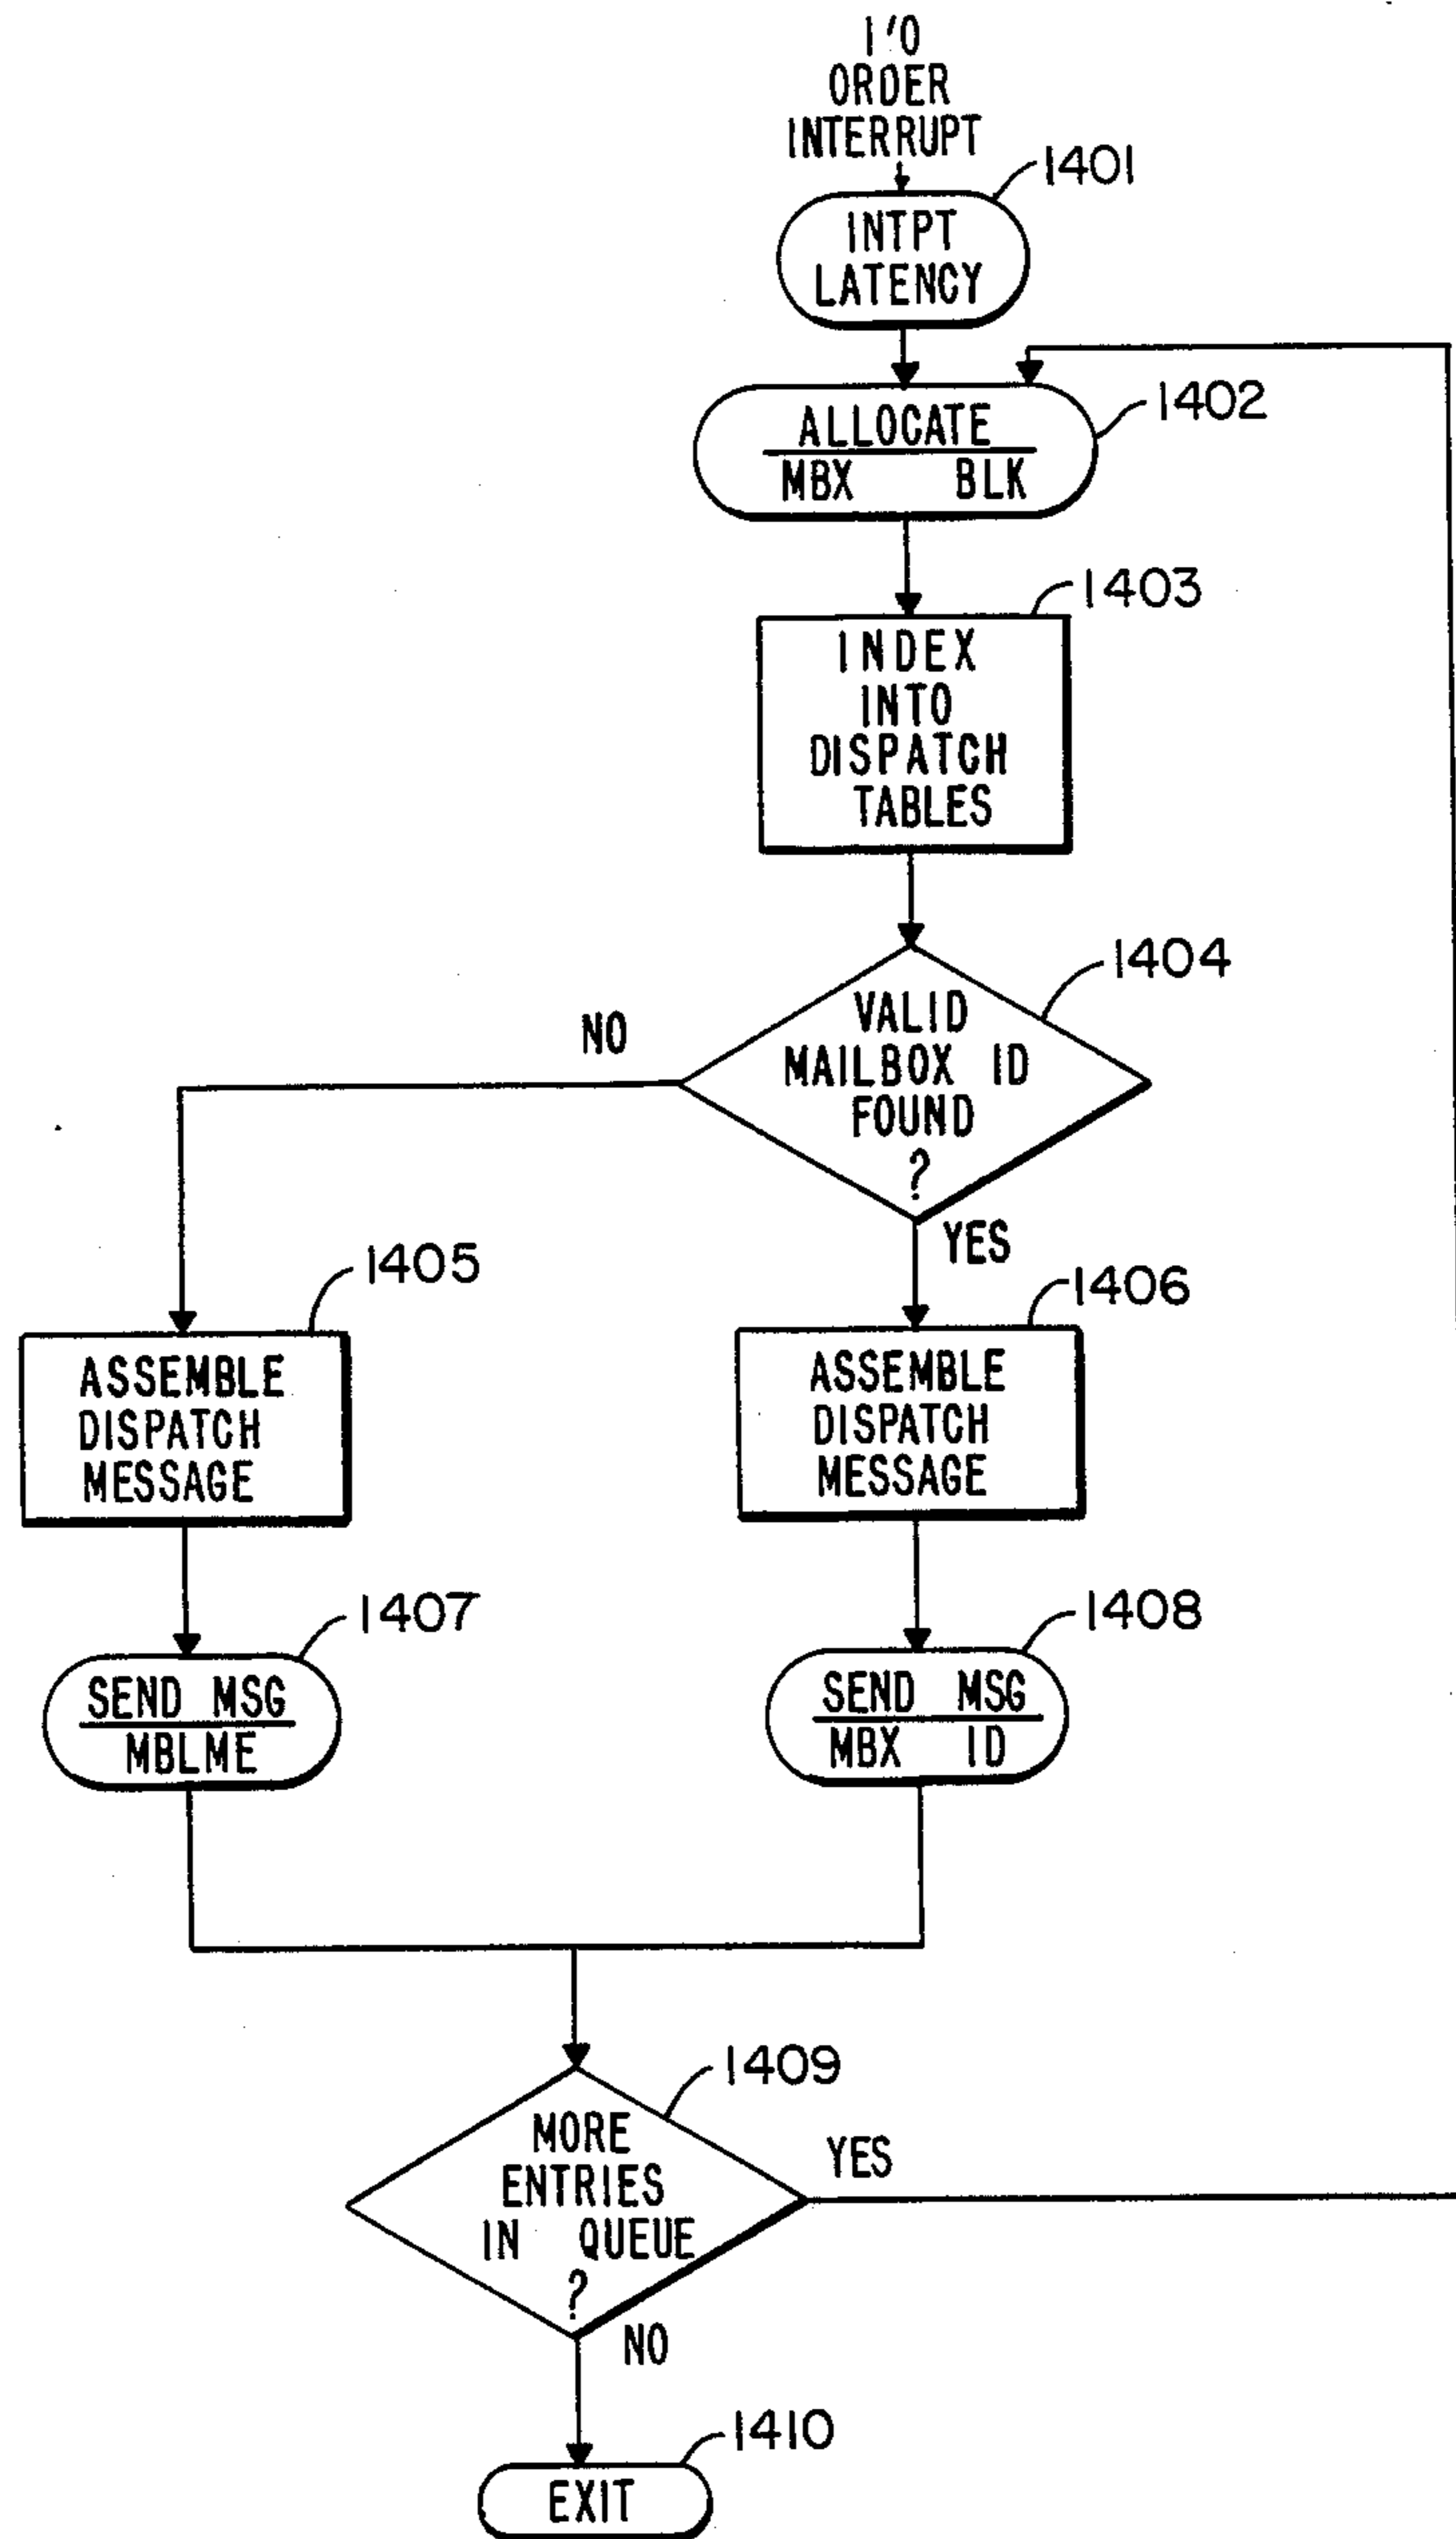 I'O
ORDER
INTERRUPT
1401
INTPT
LATENCY
1402
ALLOCATE
MBX BLK
1403
INDEX
INTO
DISPATCH
TABLES
1404
VALID
MAILBOX ID
FOUND
?
NO
YES
1405
ASSEMBLE
DISPATCH
MESSAGE
1406
ASSEMBLE
DISPATCH
MESSAGE
1407
SEND MSG
MBLME
1408
SEND MSG
MBX ID
1409
MORE
ENTRIES
IN QUEUE
?
YES
NO
1410
EXIT